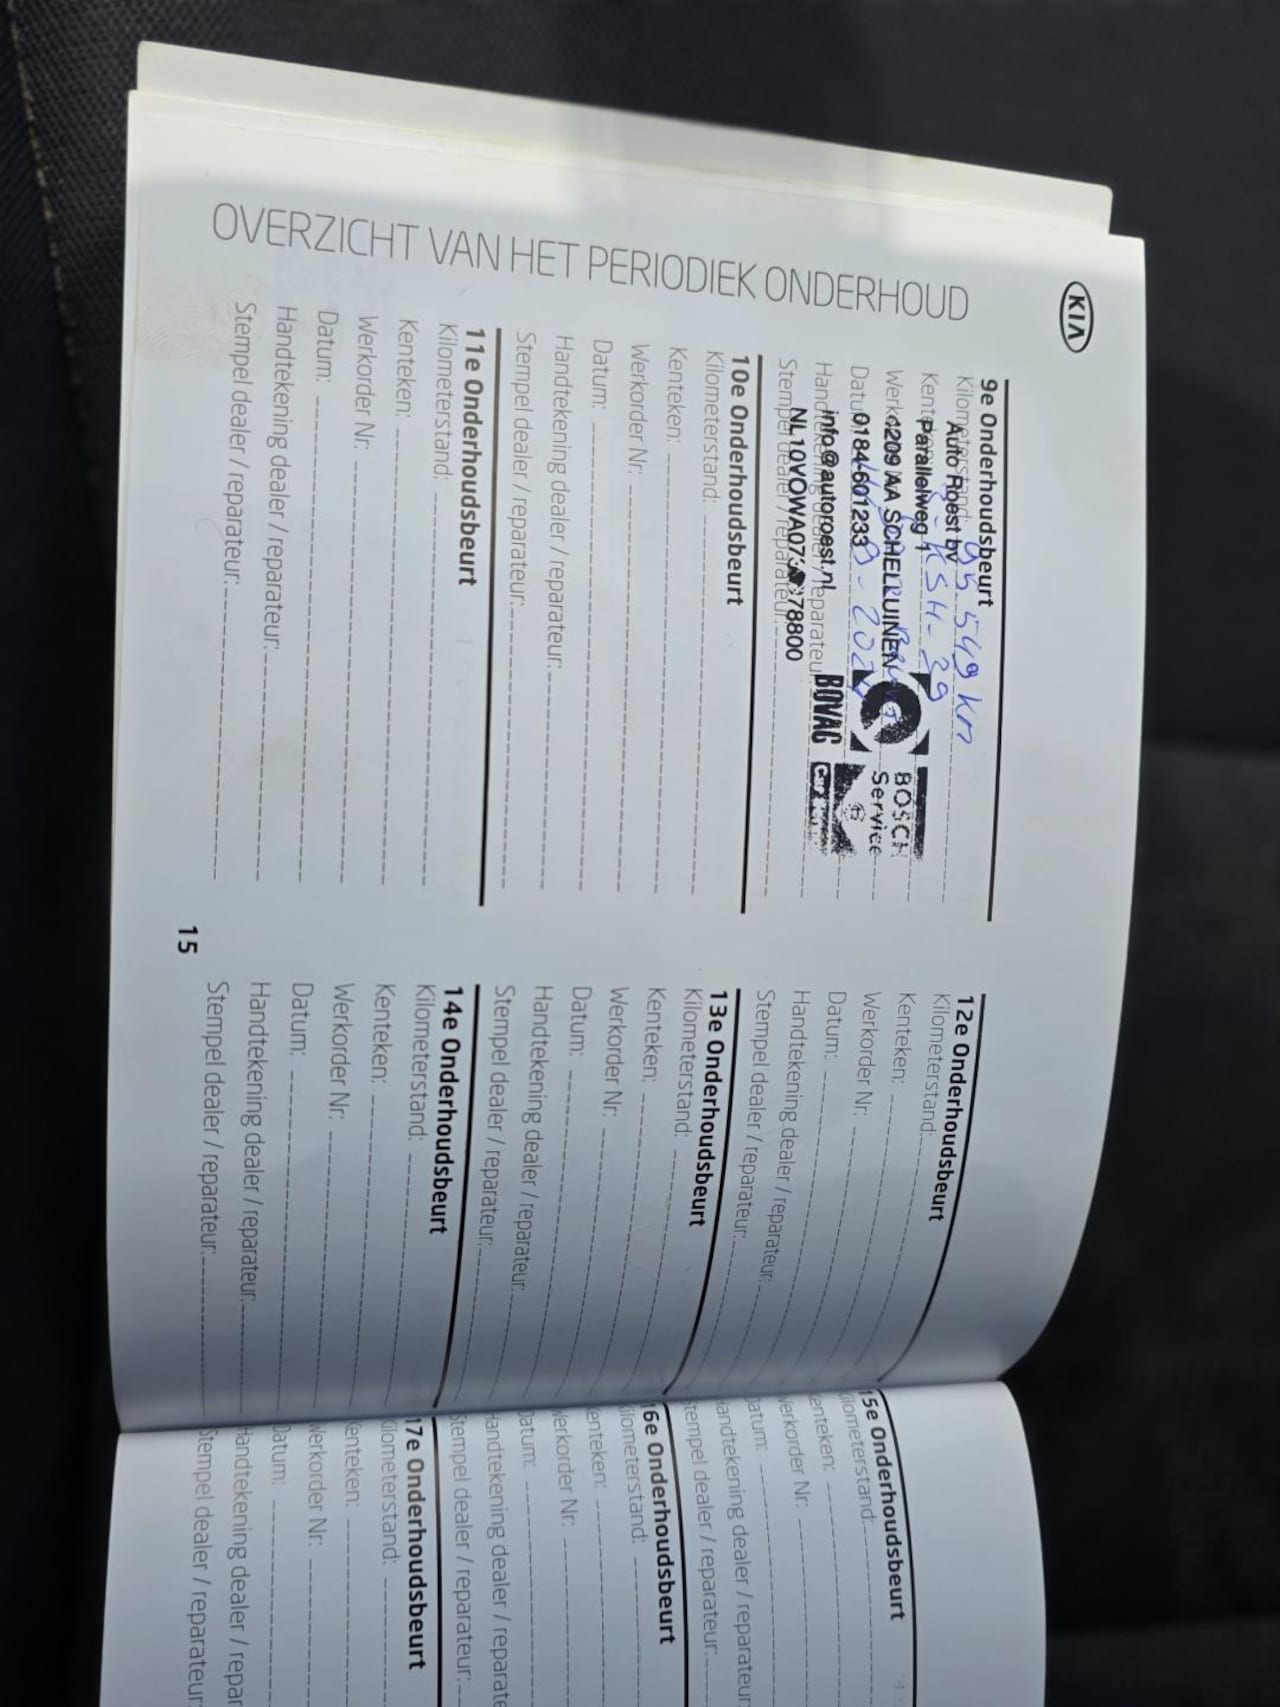 KIA
OVERZICHT VAN HET PERIODIEK ONDERHOUD
9e Onderhoudsbeurt
Kilometerstand: 95 549 km
Auto Roest bv
Parallelweg 1
KSH-39
4209 AA SCHELLUINEN
0184-601233
info@autoroest.nl
Stempel dealer / reparateur:
BOSCH
Service
BOVAG
10e Onderhoudsbeurt
Kilometerstand:
Kenteken:
Werkorder Nr:
Datum:
Handtekening dealer / reparateur:
Stempel dealer / reparateur:
11e Onderhoudsbeurt
Kilometerstand:
Kenteken:
Werkorder Nr:
Datum:
Handtekening dealer / reparateur:
Stempel dealer / reparateur:
12e Onderhoudsbeurt
Kilometerstand:
Kenteken:
Werkorder Nr:
Datum:
Handtekening dealer / reparateur:
Stempel dealer / reparateur:
13e Onderhoudsbeurt
Kilometerstand:
Kenteken:
Werkorder Nr:
Datum:
Handtekening dealer / reparateur:
Stempel dealer / reparateur:
14e Onderhoudsbeurt
Kilometerstand:
Kenteken:
Werkorder Nr:
Datum:
Handtekening dealer / reparateur:
Stempel dealer / reparateur:
15
15e Onderhoudsbeurt
Kilometerstand:
Kenteken:
Werkorder Nr:
Datum:
Handtekening dealer / reparateur
Stempel dealer / reparateur:
16e Onderhoudsbeurt
Kilometerstand:
Kenteken:
Werkorder Nr:
Datum:
Handtekening dealer / reparate
Stempel dealer / reparateur:
17e Onderhoudsbeurt
Kilometerstand:
Kenteken:
Werkorder Nr:
Datum:
Handtekening dealer / repar
Stempel dealer / reparateur: